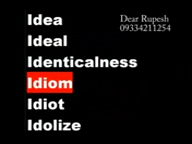 Idea
Ideal
Identicalness
Idiom
Idiot
Idolize
Dear Rupesh
09334211254